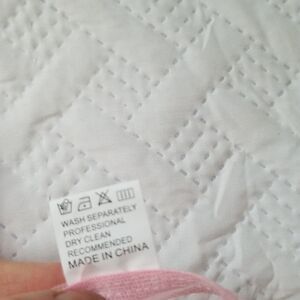 WASH SEPARATELY
PROFESSIONAL
DRY CLEAN
RECOMMENDED
MADE IN CHINA